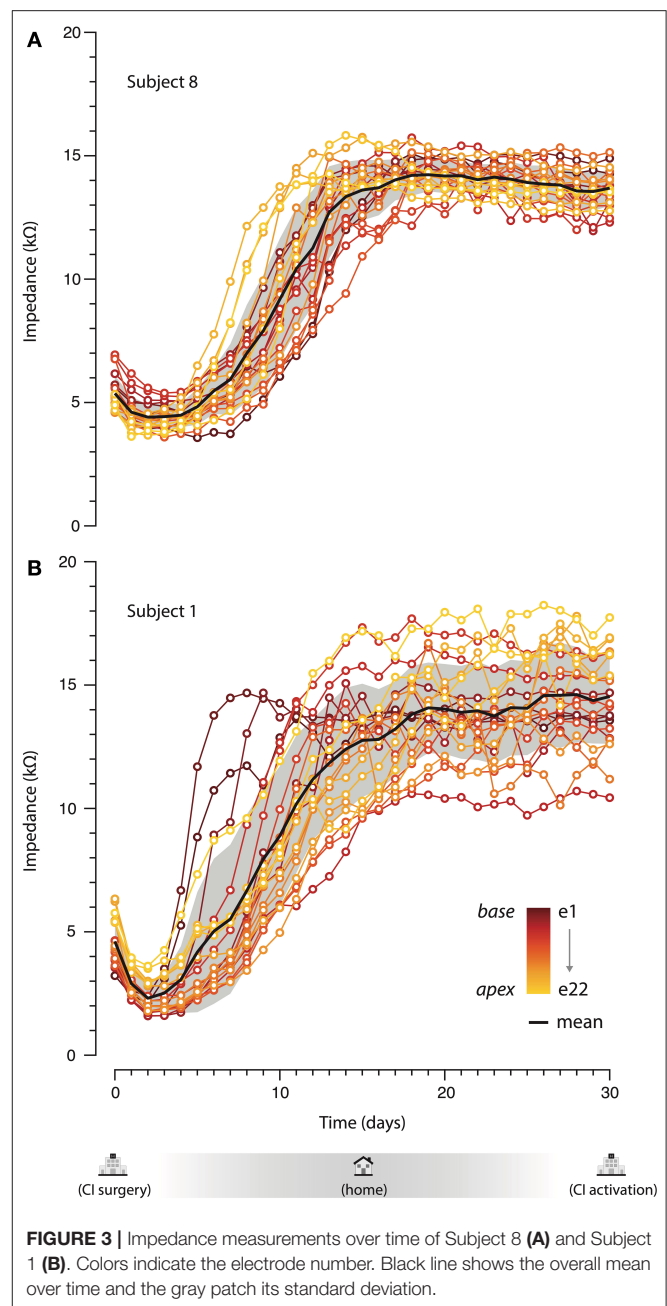 A
Subject 8
20
15
10
5
0
Impedance (kΩ)
B
Subject 1
20
15
10
5
0
Impedance (kΩ)
base
e1
apex
e22
mean
0
10
20
30
Time (days)
(CI surgery)
(home)
(CI activation)
FIGURE 3 | Impedance measurements over time of Subject 8 (A) and Subject
1 (B). Colors indicate the electrode number. Black line shows the overall mean
over time and the gray patch its standard deviation.